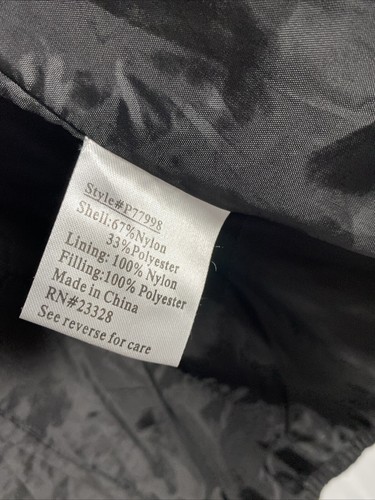 Style#P77998
Shell:67%Nylon
33%Polyester
Lining: 100% Nylon
Filling:100% Polyester
Made in China
RN#23328
See reverse for care